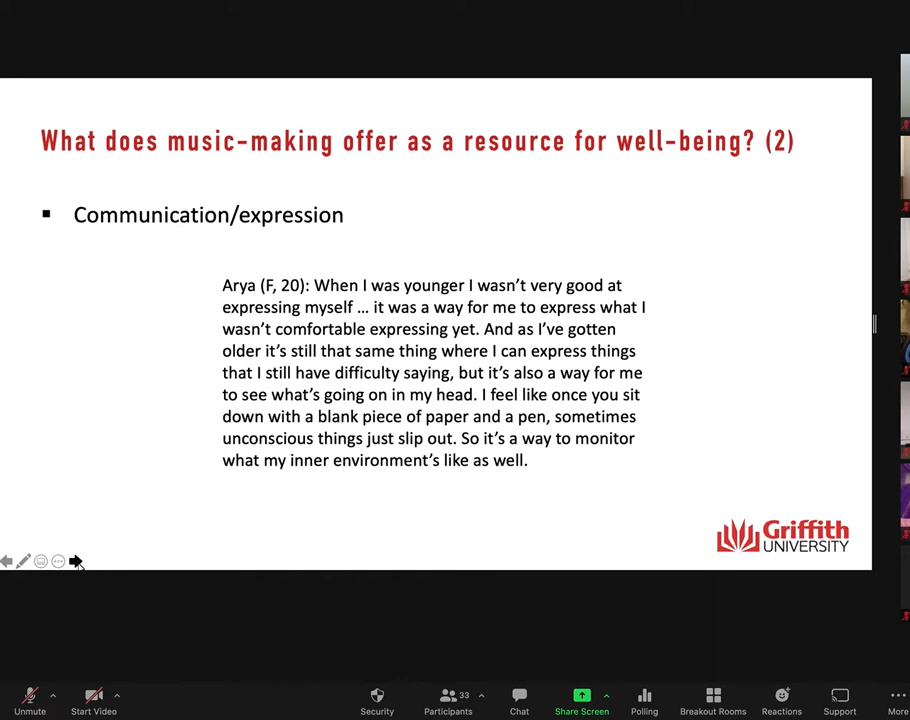 What does music-making offer as a resource for well-being? (2)
▪ Communication/expression
Arya (F, 20): When I was younger I wasn’t very good at
expressing myself … it was a way for me to express what I
wasn’t comfortable expressing yet. And as I’ve gotten
older it’s still that same thing where I can express things
that I still have difficulty saying, but it’s also a way for me
to see what’s going on in my head. I feel like once you sit
down with a blank piece of paper and a pen, sometimes
unconscious things just slip out. So it’s a way to monitor
what my inner environment’s like as well.
Griffith
UNIVERSITY
Unmute
Start Video
Security
Participants
33
Chat
Share Screen
Polling
Breakout Rooms
Reactions
Support
More